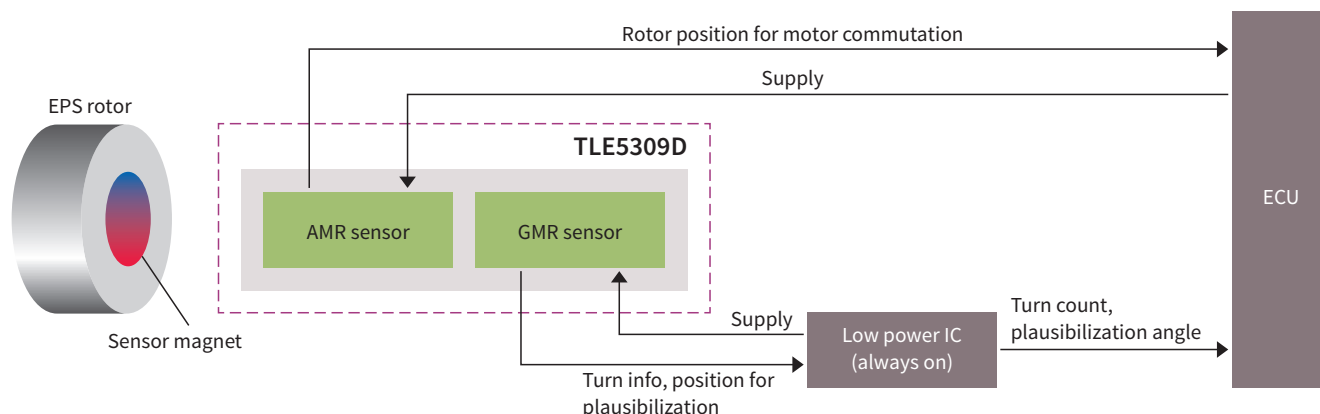 Rotor position for motor commutation
Supply
EPS rotor
TLE5309D
AMR sensor
GMR sensor
ECU
Sensor magnet
Supply
Low power IC
(always on)
Turn count,
plausibilization angle
Turn info, position for
plausibilization